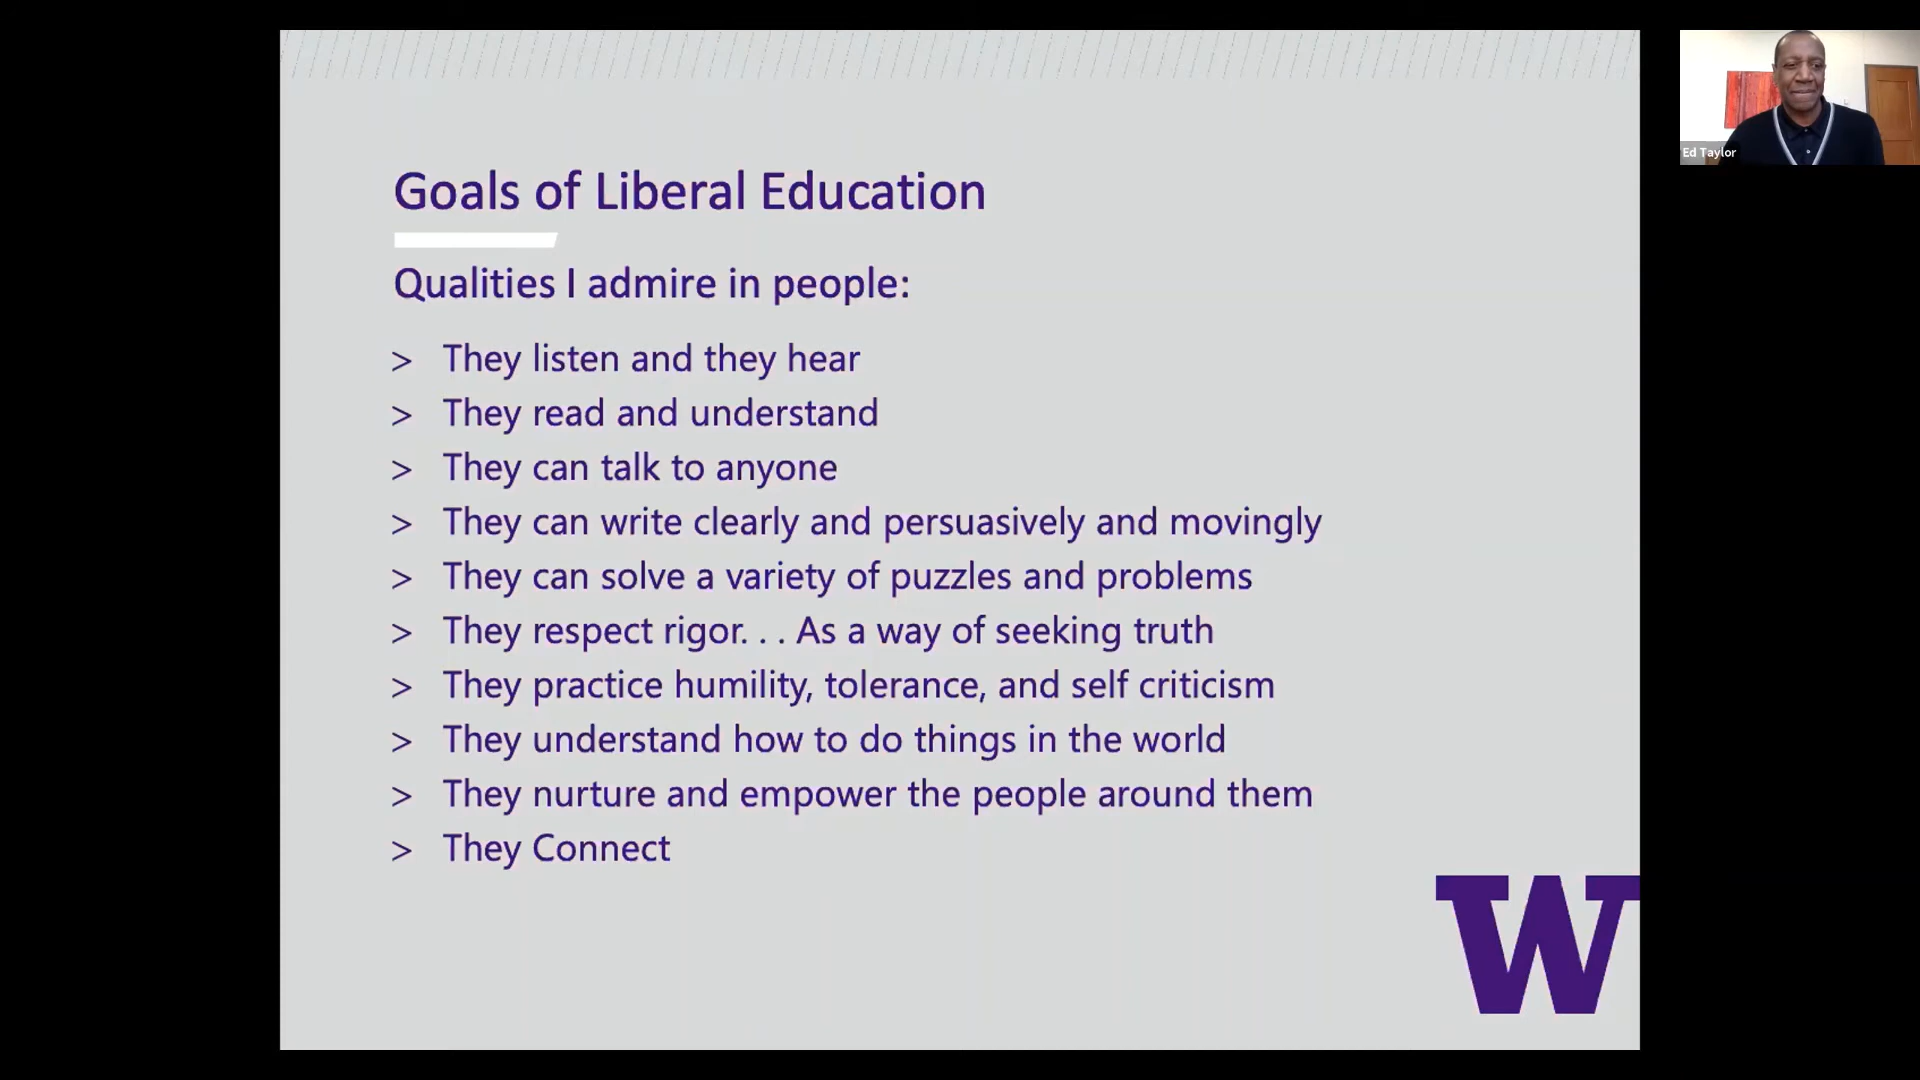 Goals of Liberal Education
Qualities I admire in people:
> They listen and they hear
> They read and understand
> They can talk to anyone
> They can write clearly and persuasively and movingly
> They can solve a variety of puzzles and problems
> They respect rigor. . . As a way of seeking truth
> They practice humility, tolerance, and self criticism
> They understand how to do things in the world
> They nurture and empower the people around them
> They Connect
W
Ed Taylor